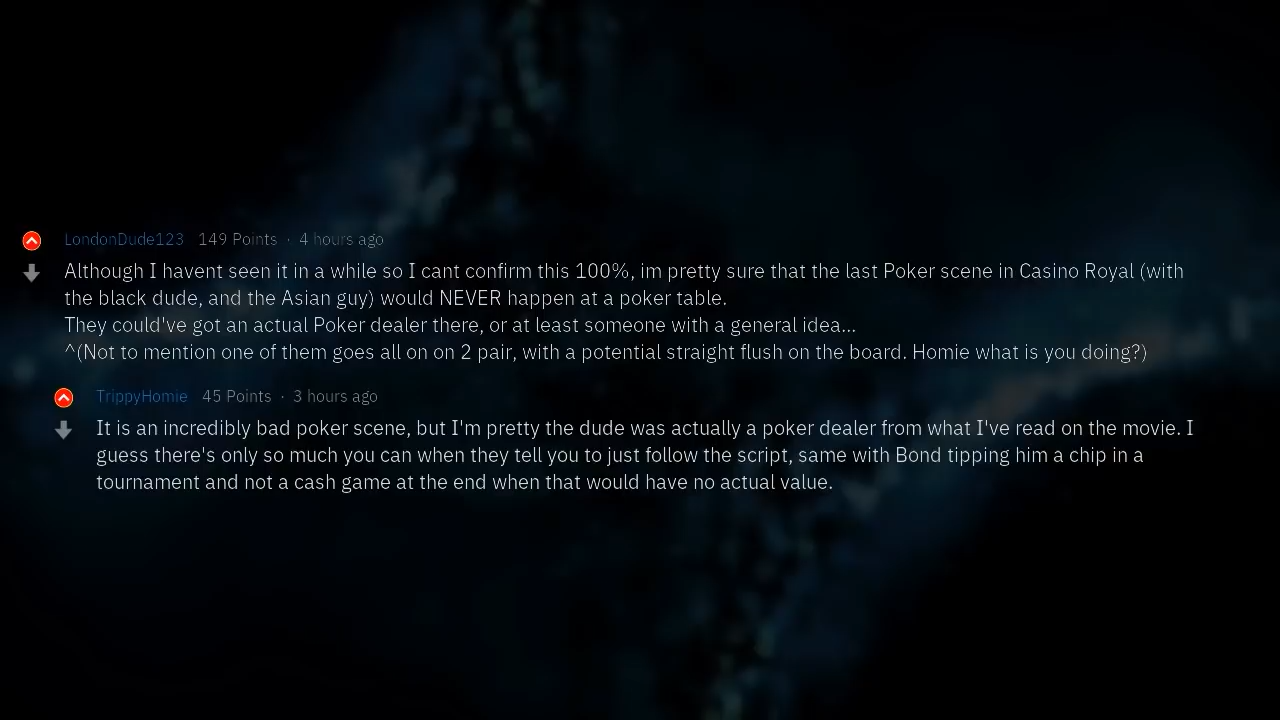 LondonDude123 149 Points · 4 hours ago
Although I havent seen it in a while so I cant confirm this 100%, im pretty sure that the last Poker scene in Casino Royal (with
the black dude, and the Asian guy) would NEVER happen at a poker table.
They could've got an actual Poker dealer there, or at least someone with a general idea...
^(Not to mention one of them goes all on on 2 pair, with a potential straight flush on the board. Homie what is you doing?)
TrippyHomie 45 Points · 3 hours ago
It is an incredibly bad poker scene, but I'm pretty the dude was actually a poker dealer from what I've read on the movie. I
guess there's only so much you can when they tell you to just follow the script, same with Bond tipping him a chip in a
tournament and not a cash game at the end when that would have no actual value.